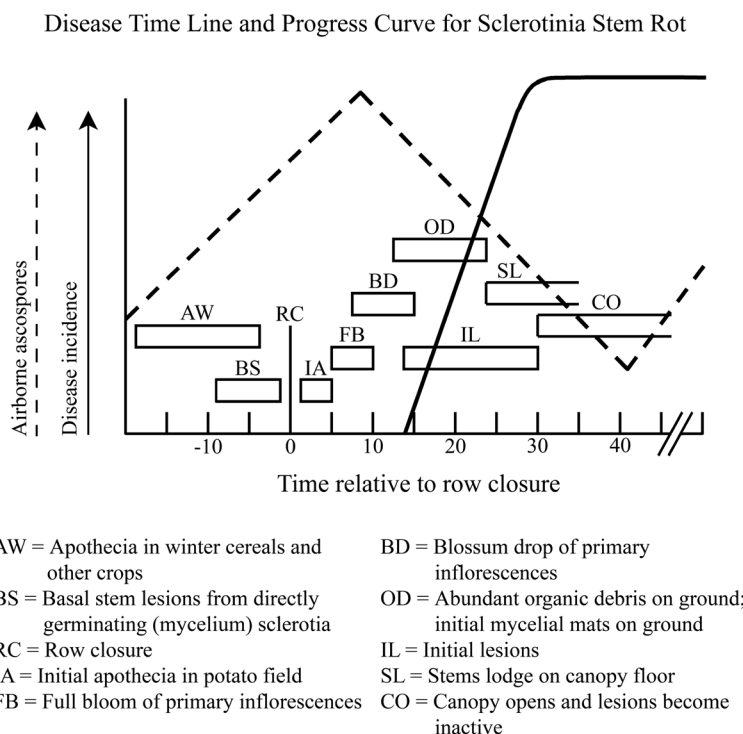 Disease Time Line and Progress Curve for Sclerotinia Stem Rot
Airborne ascospores
Disease incidence
OD
SL
BD
CO
AW
RC
FB
IL
BS
IA
-10 0 10 20 30 40
Time relative to row closure
AW = Apothecia in winter cereals and
other crops
BS = Basal stem lesions from directly
germinating (mycelium) sclerotia
RC = Row closure
IA = Initial apothecia in potato field
FB = Full bloom of primary inflorescences
BD = Blossum drop of primary
inflorescences
OD = Abundant organic debris on ground;
initial mycelial mats on ground
IL = Initial lesions
SL = Stems lodge on canopy floor
CO = Canopy opens and lesions become
inactive